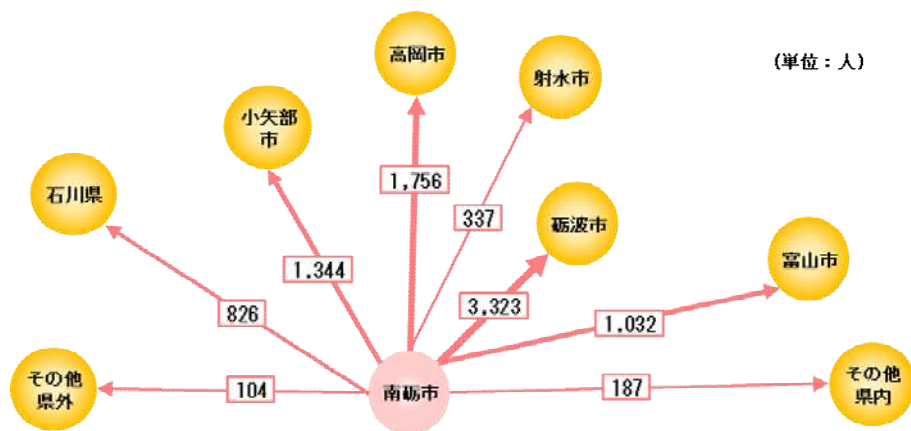 高岡市
(単位：人)
射水市
小矢部
市
1,756
石川県
337
砺波市
1.344
富山市
3,323
826
1.032
その他
県外
104
南砺市
187
その他
県内